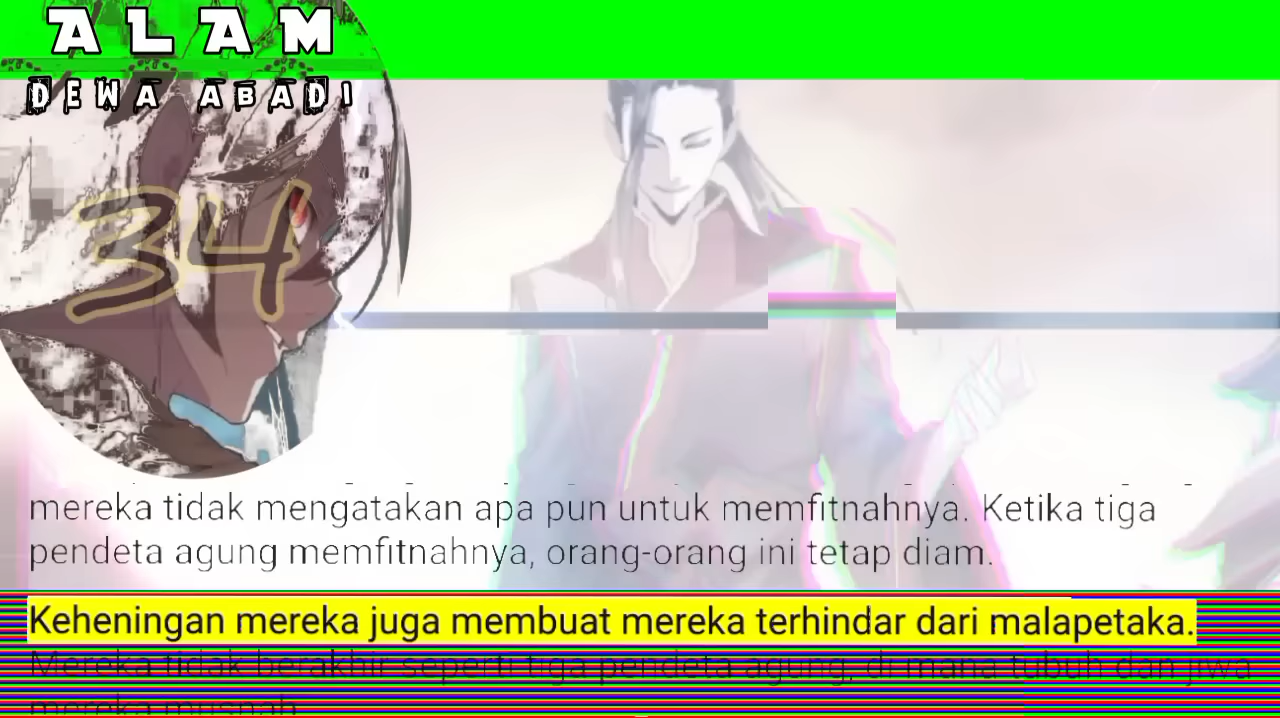 ALAM
DEWA ABADI
34
mereka tidak mengatakan apa pun untuk memfitnahnya. Ketika tiga
pendeta agung memfitnahnya, orang-orang ini tetap diam.
Keheningan mereka juga membuat mereka terhindar dari malapetaka.
Mereka tidak berakhir seperti tiga pendeta agung, di mana tubuh dan jiwa
mereka musnah.